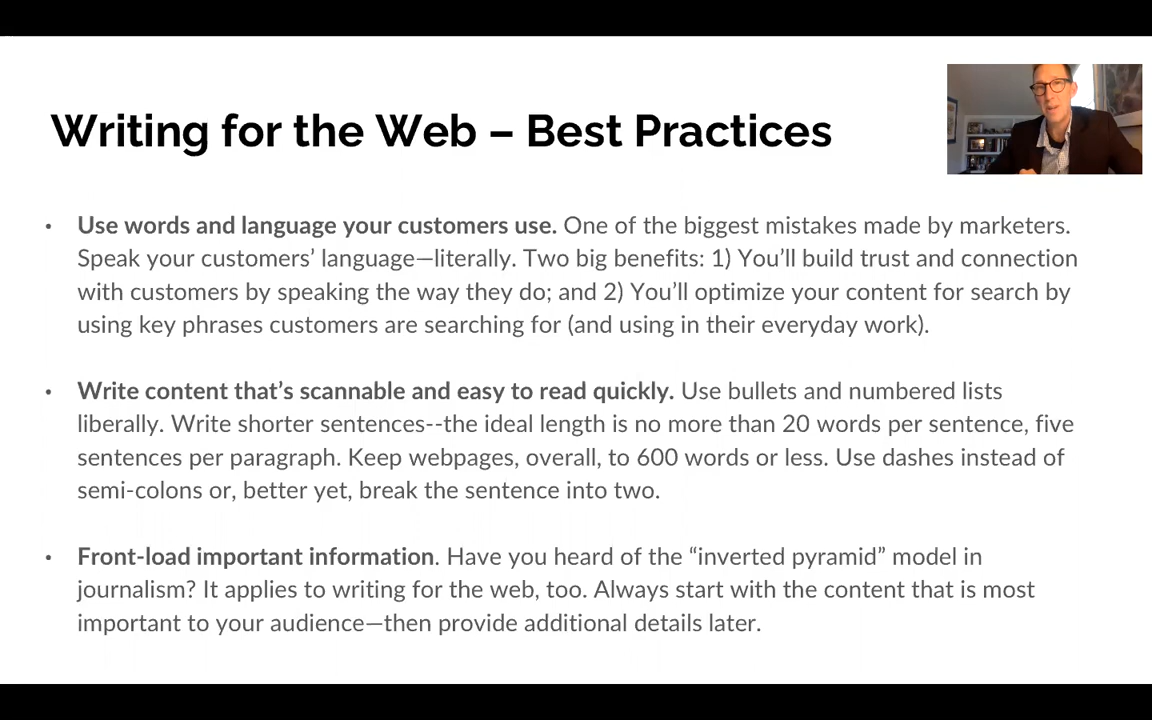 Writing for the Web – Best Practices
• Use words and language your customers use. One of the biggest mistakes made by marketers.
Speak your customers’ language—literally. Two big benefits: 1) You’ll build trust and connection
with customers by speaking the way they do; and 2) You’ll optimize your content for search by
using key phrases customers are searching for (and using in their everyday work).
• Write content that’s scannable and easy to read quickly. Use bullets and numbered lists
liberally. Write shorter sentences--the ideal length is no more than 20 words per sentence, five
sentences per paragraph. Keep webpages, overall, to 600 words or less. Use dashes instead of
semi-colons or, better yet, break the sentence into two.
• Front-load important information. Have you heard of the “inverted pyramid” model in
journalism? It applies to writing for the web, too. Always start with the content that is most
important to your audience—then provide additional details later.